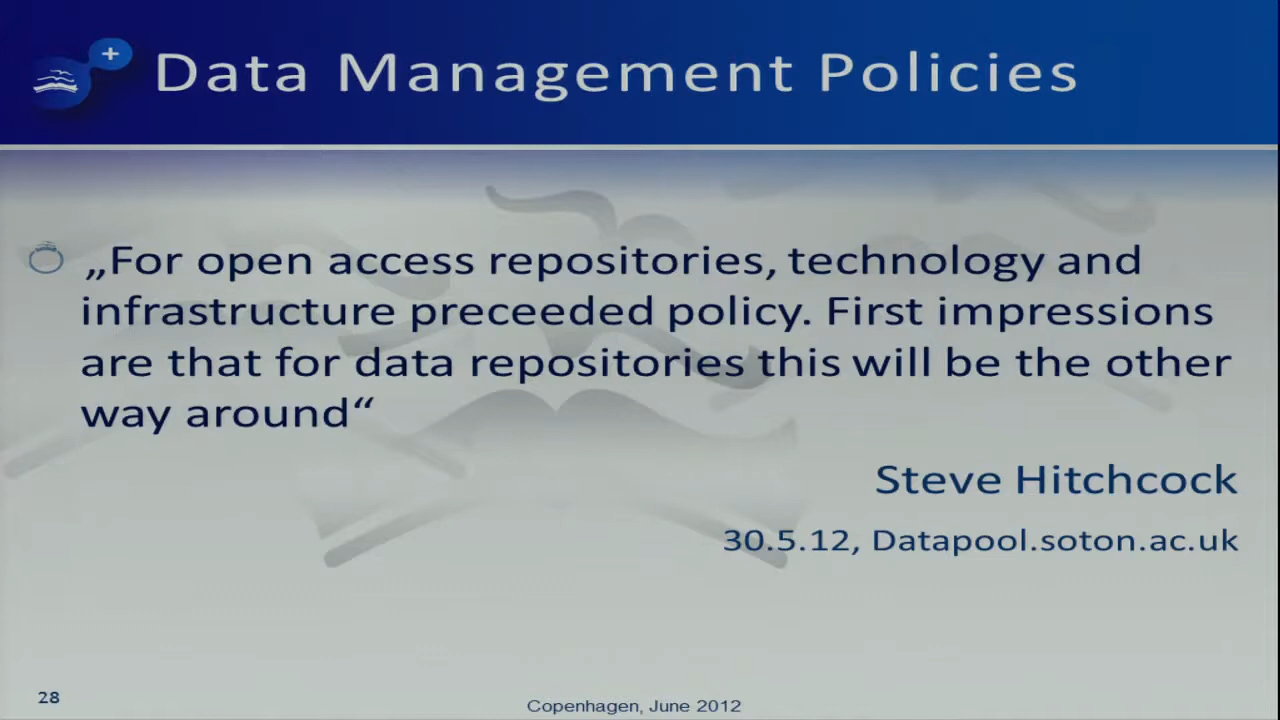 Data Management Policies
„For open access repositories, technology and
infrastructure preceeded policy. First impressions
are that for data repositories this will be the other
way around“
Steve Hitchcock
30.5.12, Datapool.soton.ac.uk
28
Copenhagen, June 2012